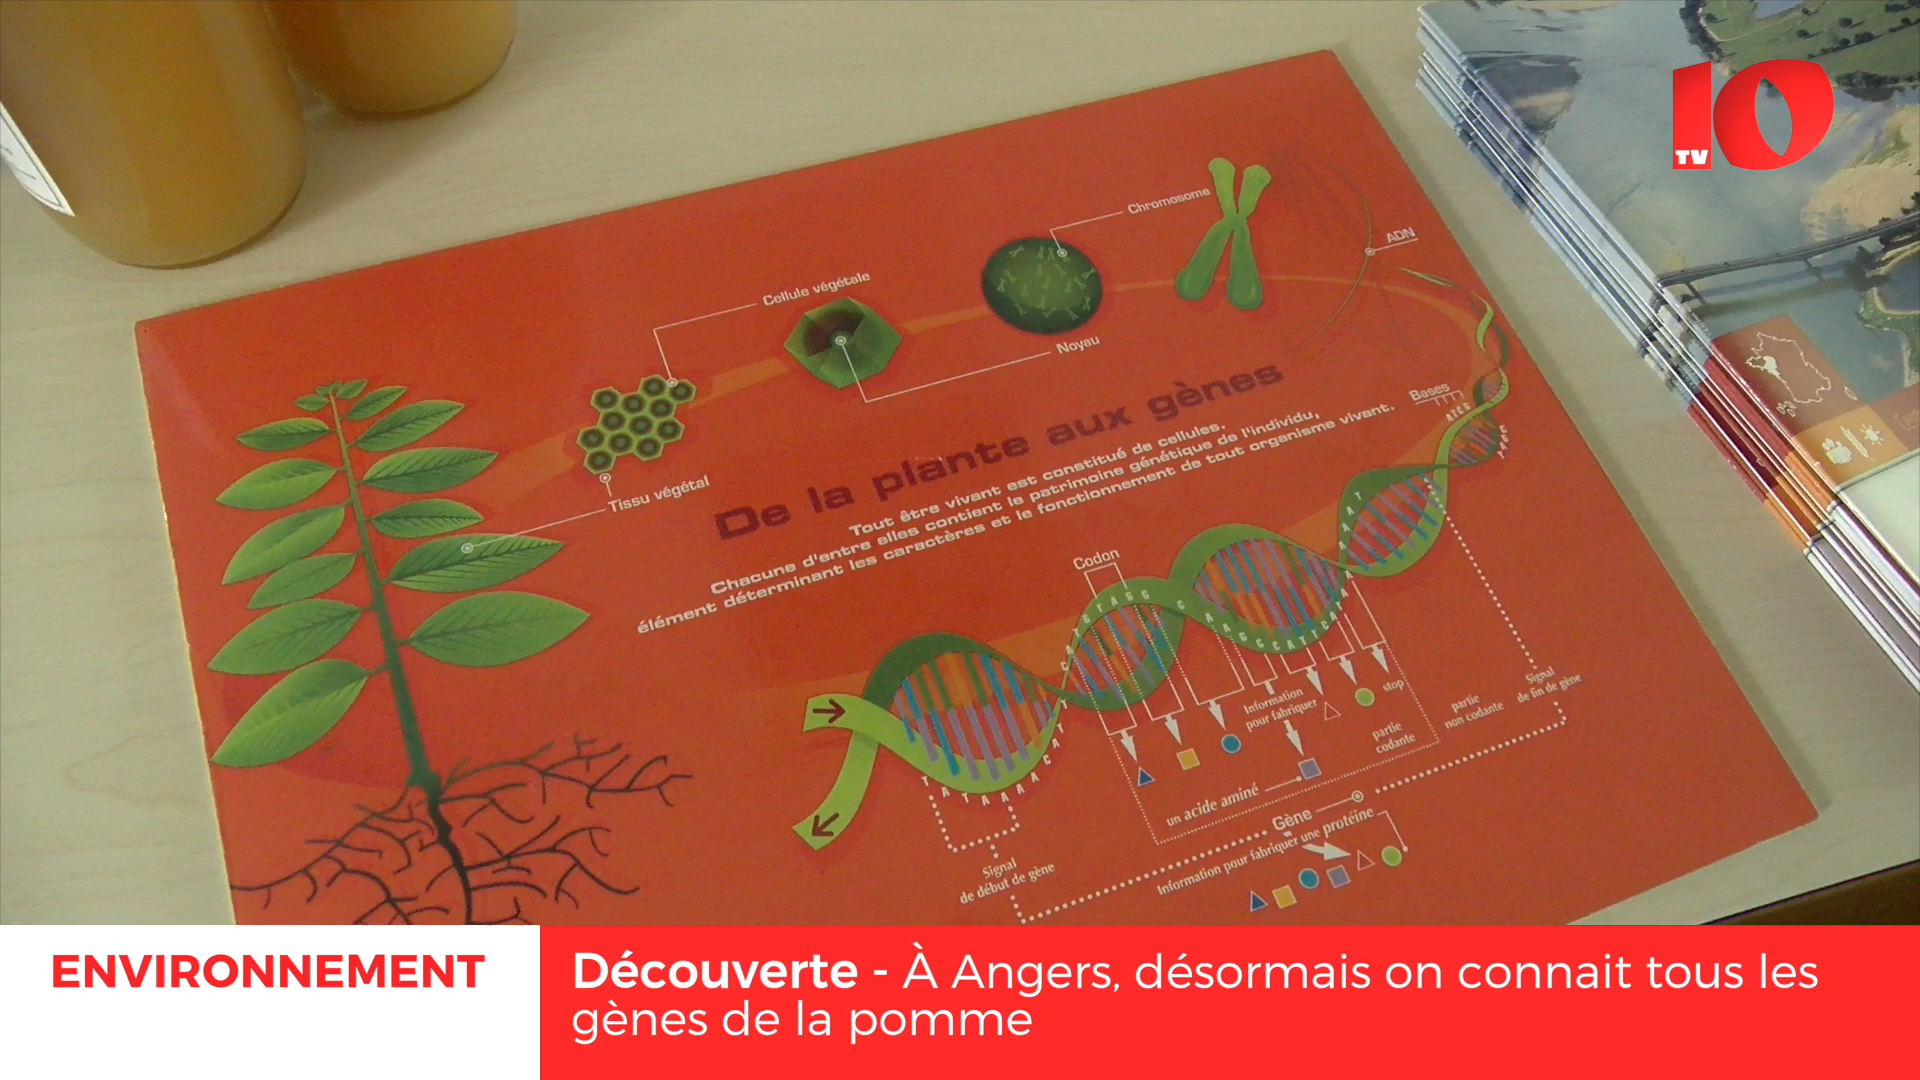 TV 10
Chromosome
ADN
Cellule végétale
Noyau
Bases
A T C G
De la plante aux gènes
Tout être vivant est constitué de cellules.
Chacune d'entre elles contient le patrimoine génétique de l'individu,
élément déterminant les caractères et le fonctionnement de tout organisme vivant.
Tissu végétal
Codon
T A T A A A A C A T T
stop
Information
pour fabriquer
Signal
de fin de gène
partie
non codante
partie
codante
un acide aminé
Gène
Information pour fabriquer une protéine
Signal
de début de gène
ENVIRONNEMENT
Découverte - À Angers, désormais on connait tous les
gènes de la pomme